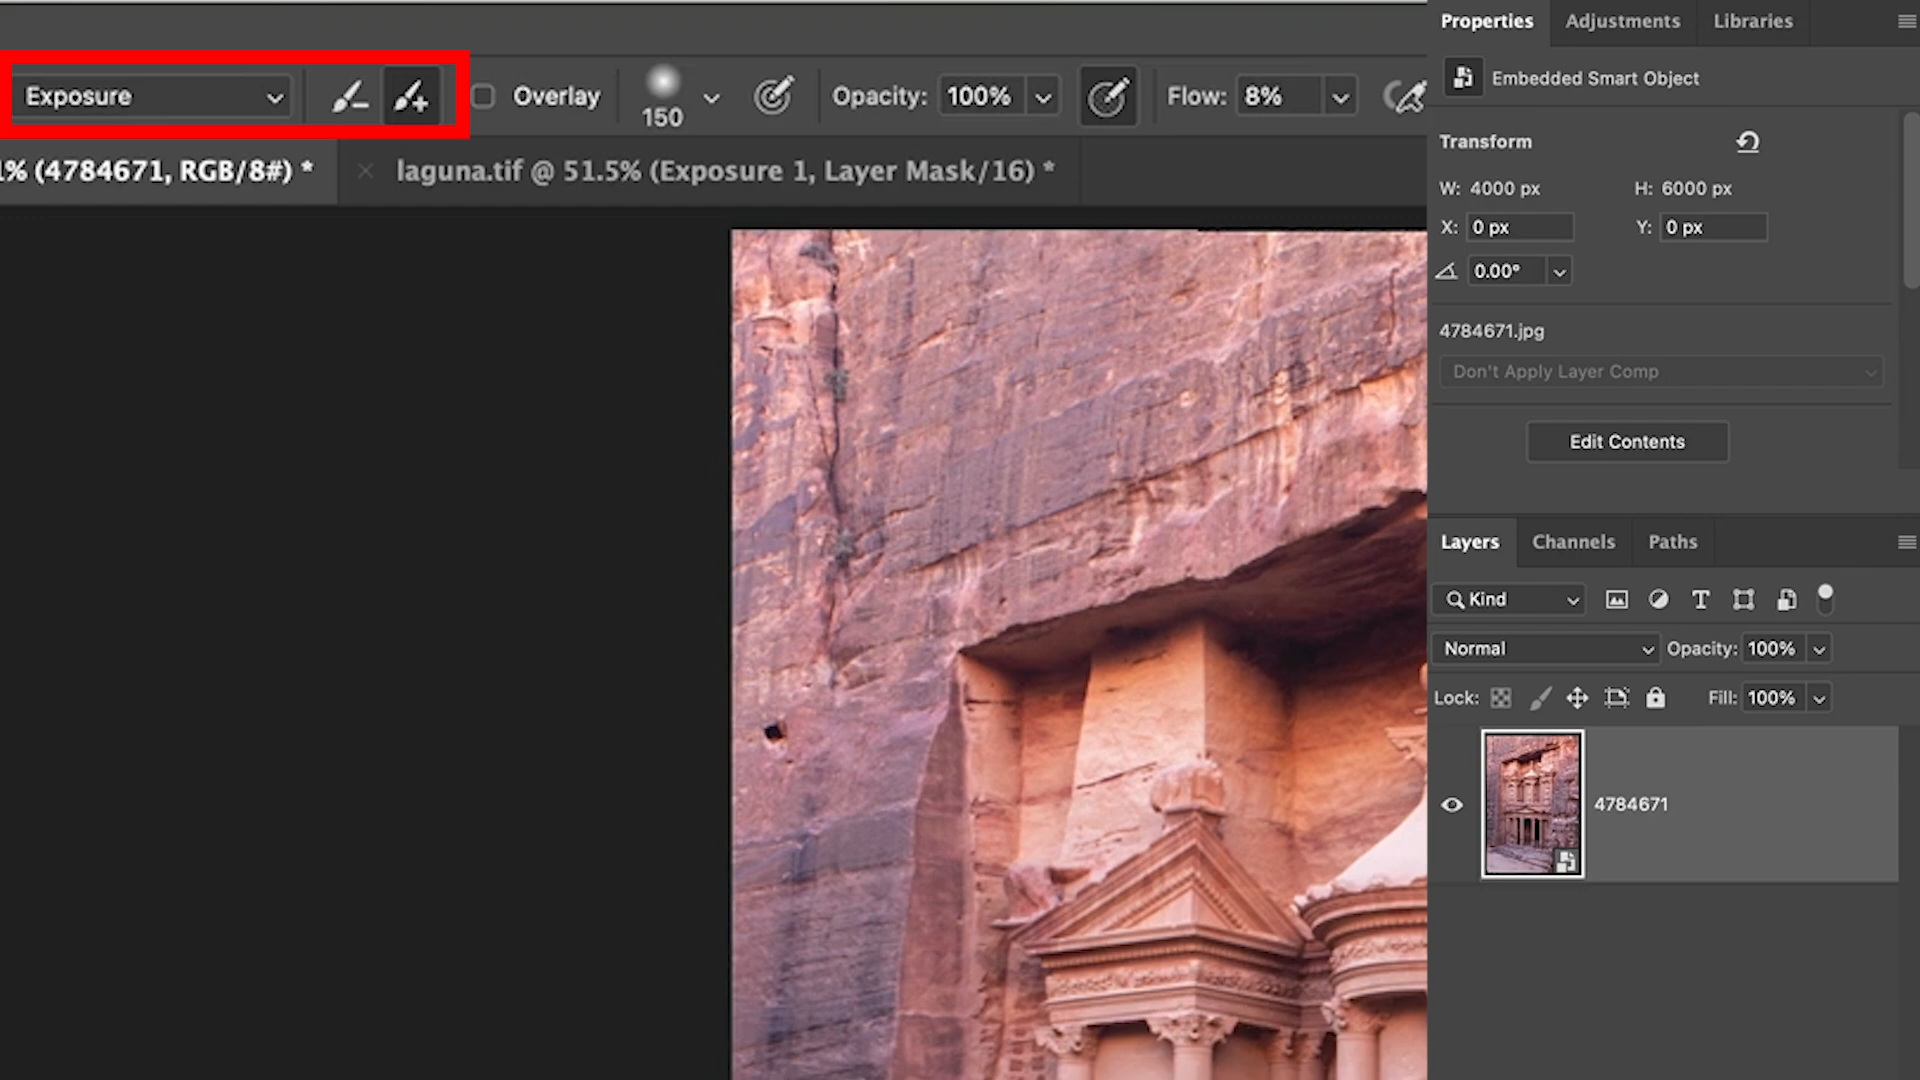 Properties Adjustments Libraries
Exposure Overlay 150 Opacity: 100% Flow: 8%
Embedded Smart Object
1% (4784671, RGB/8#) * × laguna.tif @ 51.5% (Exposure 1, Layer Mask/16) *
Transform
W: 4000 px H: 6000 px
X: 0 px Y: 0 px
0.00°
4784671.jpg
Don't Apply Layer Comp
Edit Contents
Layers Channels Paths
Kind
Normal Opacity: 100%
Lock: Fill: 100%
4784671